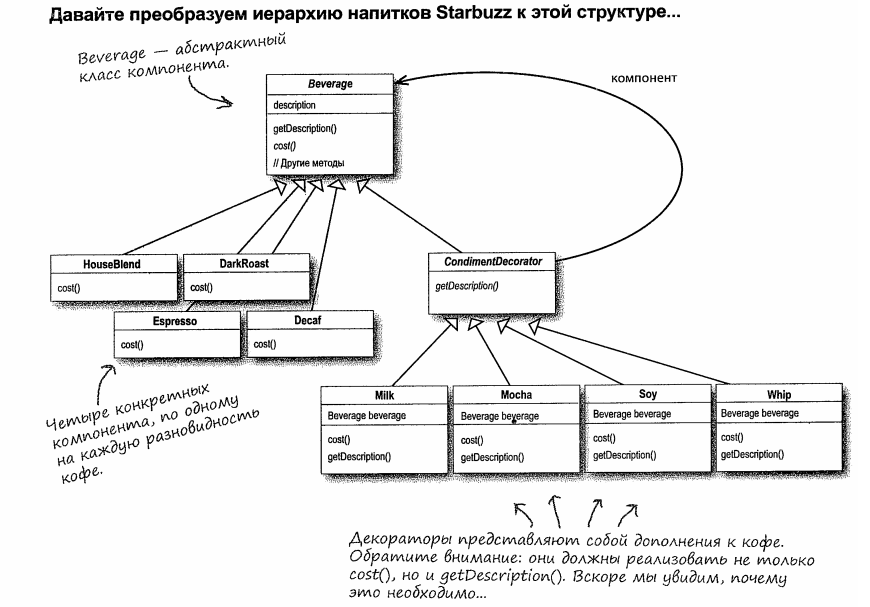 Давайте преобразуем иерархию напитков Starbuzz к этой структуре...
Beverage — абстрактный
класс компонента.
компонент
Beverage
description
getDescription()
cost()
// Другие методы
HouseBlend
cost()
DarkRoast
cost()
CondimentDecorator
getDescription()
Espresso
cost()
Decaf
cost()
Четыре конкретных
компонента, по одному
на каждую разновидность
кофе.
Milk
Beverage beverage
cost()
getDescription()
Mocha
Beverage beverage
cost()
getDescription()
Soy
Beverage beverage
cost()
getDescription()
Whip
Beverage beverage
cost()
getDescription()
Декораторы представляют собой дополнения к кофе.
Обратите внимание: они должны реализовать не только
cost(), но и getDescription(). Вскоре мы увидим, почему
это необходимо...